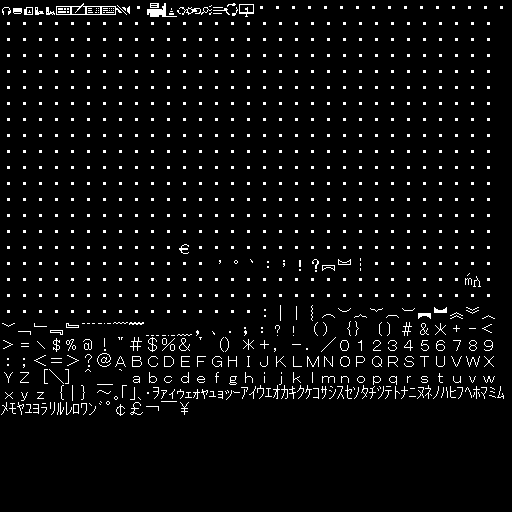 €
' ° ` : ; ! ? ︷ ︸ ┆
ḿǹ
: | | { ︵ ︶ ︷ ︸ ︵ ︶ ︻ ︼ ︽ ︾ ︿
﹀ ﹁ ﹂ ﹃ ﹄ ﹉ ﹊ ﹋ ﹌ ﹍ ﹎ ﹏ , 、 . ; : ? ! () {} () # & * + - <
> = \ $ % @ ! " # $ % & ' () * + , - . / 0 1 2 3 4 5 6 7 8 9
: ; < = > ? @ A B C D E F G H I J K L M N O P Q R S T U V W X
Y Z [ \ ] ^ _ ` a b c d e f g h i j k l m n o p q r s t u v w
x y z { | } ~ 。「」、・ヲァィゥェォャュョッーアイウエオカキクケコサシスセソタチツテトナニヌネノハヒフヘホマミム
メモヤユヨラリルレロワン゛゜¢£¬￣¥